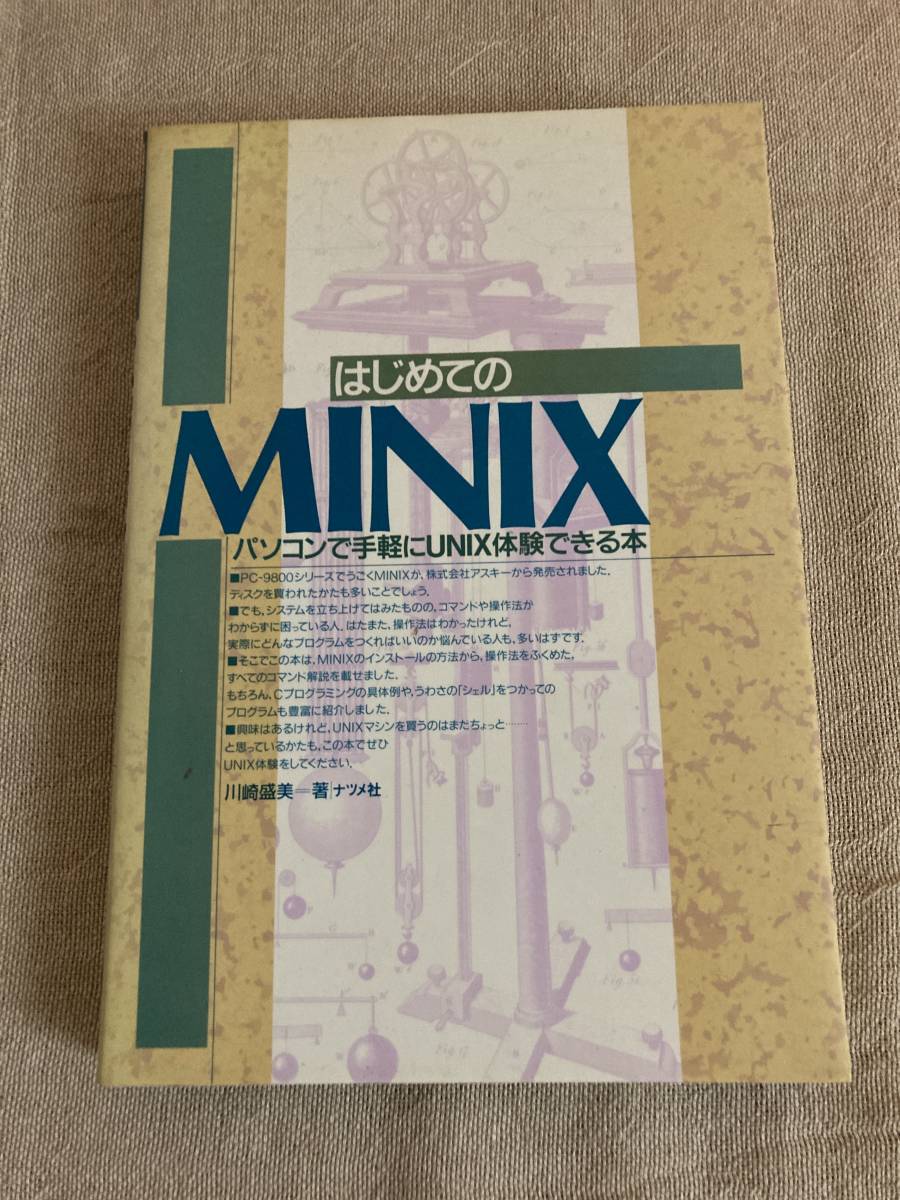 はじめての
MINIX
パソコンで手軽にUNIX体験できる本
■PC-9800シリーズでうごくMINIXが、株式会社アスキーから発売されました。
ディスクを買われたかたも多いことでしょう。
■でも、システムを立ち上げてはみたものの、コマンドや操作法が
わからずに困っている人、はたまた、操作法はわかったけれど、
実際にどんなプログラムをつくればいいのか悩んでいる人も、多いはずです。
■そこでこの本は、MINIXのインストールの方法から、操作法をふくめた、
すべてのコマンド解説を載せました。
もちろん、Cプログラミングの具体例や、うわさの「シェル」をつかっての
プログラムも豊富に紹介しました。
■興味はあるけれど、UNIXマシンを買うのはまだちょっと………
と思っているかたも、この本でぜひ
UNIX体験をしてください。
川崎盛美=著 ナツメ社
Fig. 17